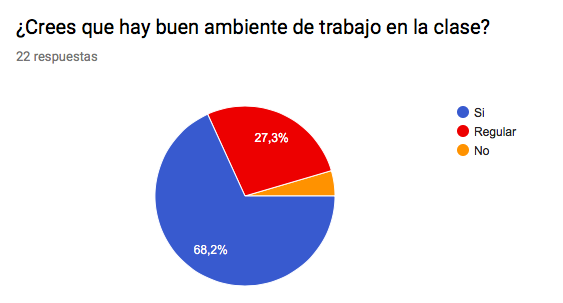 ¿Crees que hay buen ambiente de trabajo en la clase?
22 respuestas
Si
Regular
No
27,3%
68,2%